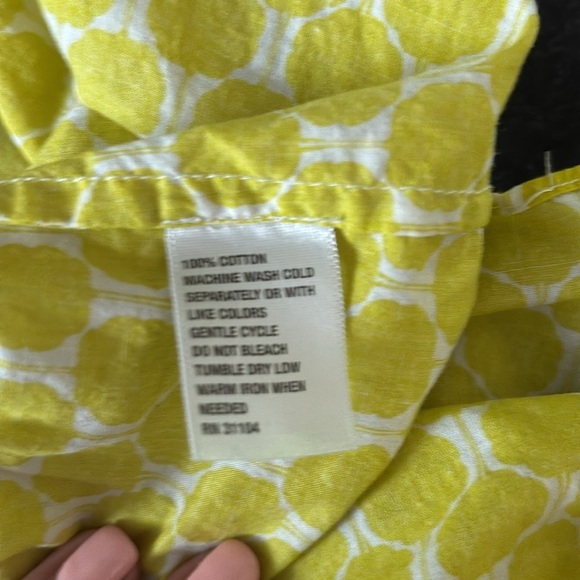 100% COTTON
MACHINE WASH COLD
SEPARATELY OR WITH
LIKE COLORS
GENTLE CYCLE
DO NOT BLEACH
TUMBLE DRY LOW
WARM IRON WHEN
NEEDED
RN 31104